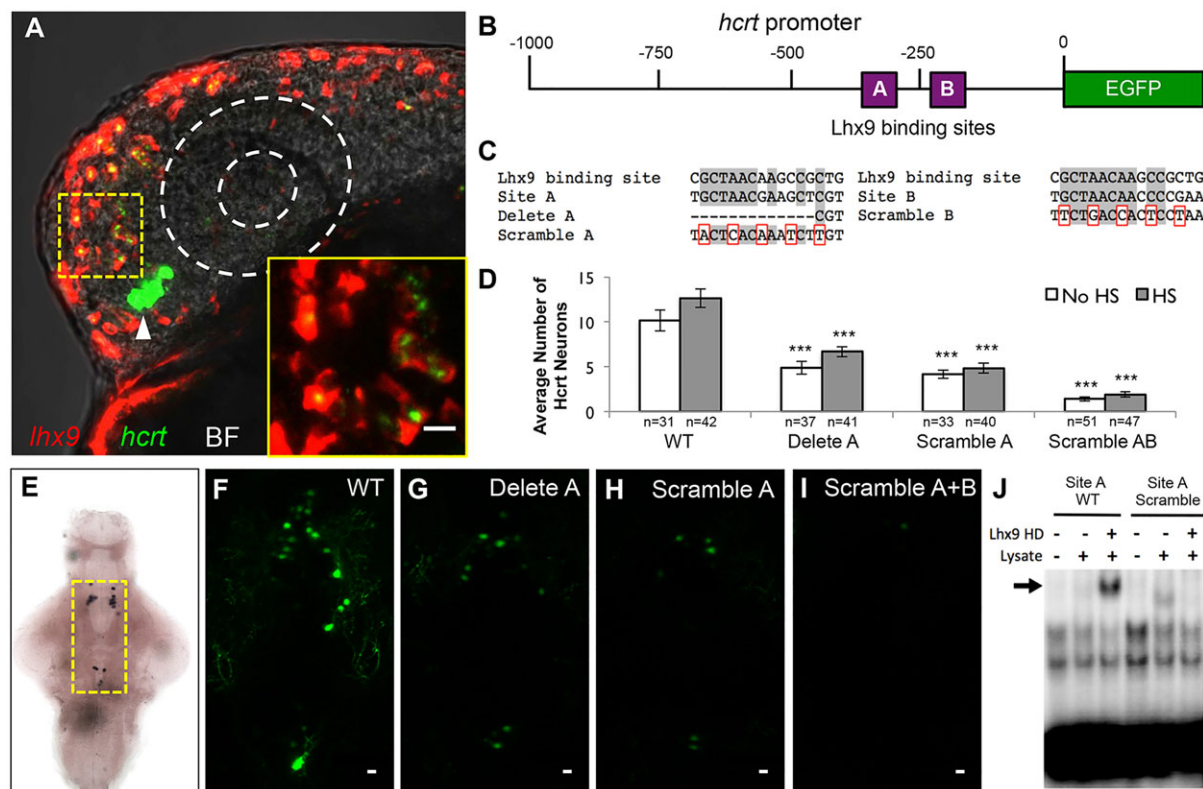 A
lhx9 hcrt BF
B
hcrt promoter
-1000 -750 -500 -250 0
A B EGFP
Lhx9 binding sites
C
Lhx9 binding site CGCTAACAAGCCGCTG
Site A TGCTAACGAAGCTCGT
Delete A -------------CGT
Scramble A TACTCACAAATCTTGT
Lhx9 binding site CGCTAACAAGCCGCTG
Site B TGCTAACAACCCCGAA
Scramble B TTCTGACCACTCCTAA
D
Average Number of
Hcrt Neurons
15
10
5
0
No HS HS
*** *** *** *** *** ***
n=31 n=42 n=37 n=41 n=33 n=40 n=51 n=47
WT Delete A Scramble A Scramble AB
E
F WT
G Delete A
H Scramble A
I Scramble A+B
J
Site A Site A
WT Scramble
Lhx9 HD - - + - - +
Lysate - + + - + +